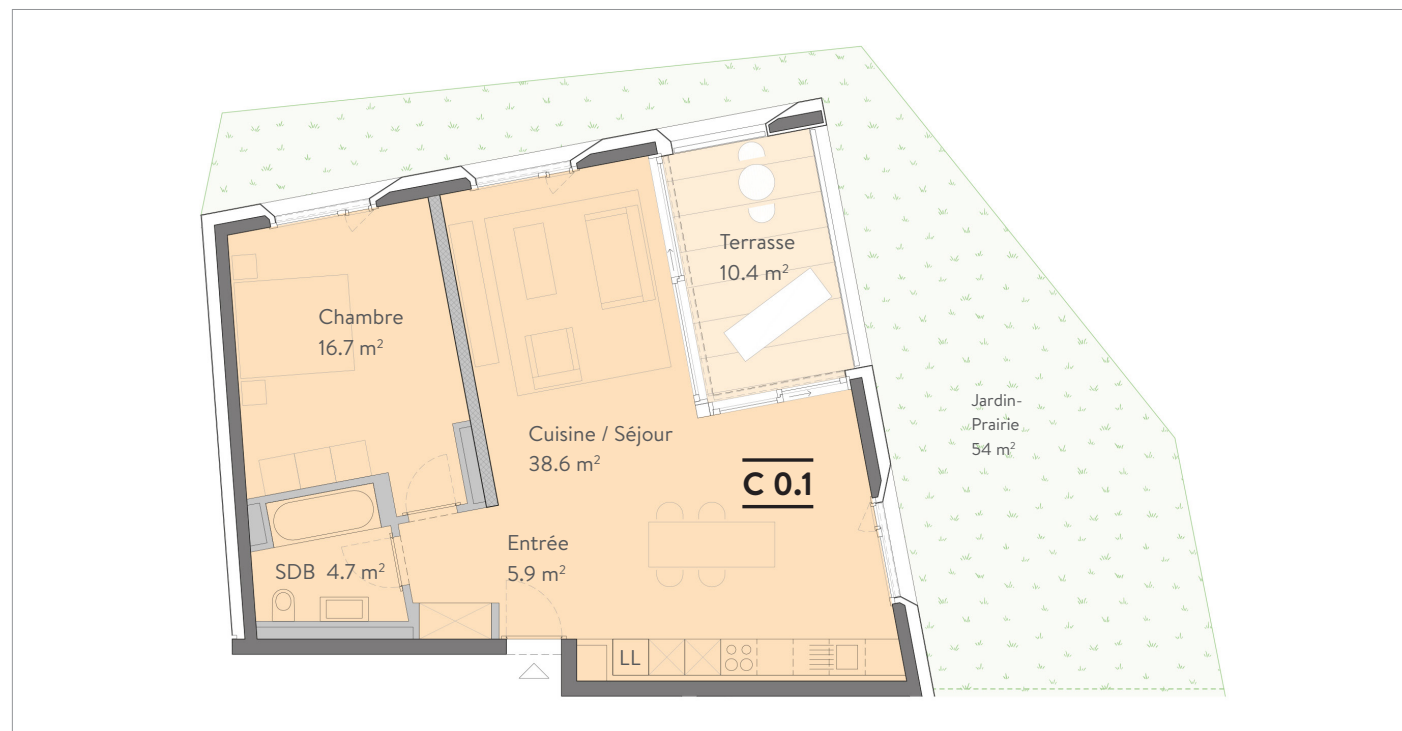 Terrasse
10.4 m²
Chambre
16.7 m²
Jardin-
Prairie
54 m²
Cuisine / Séjour
38.6 m²
C 0.1
Entrée
5.9 m²
SDB 4.7 m²
LL